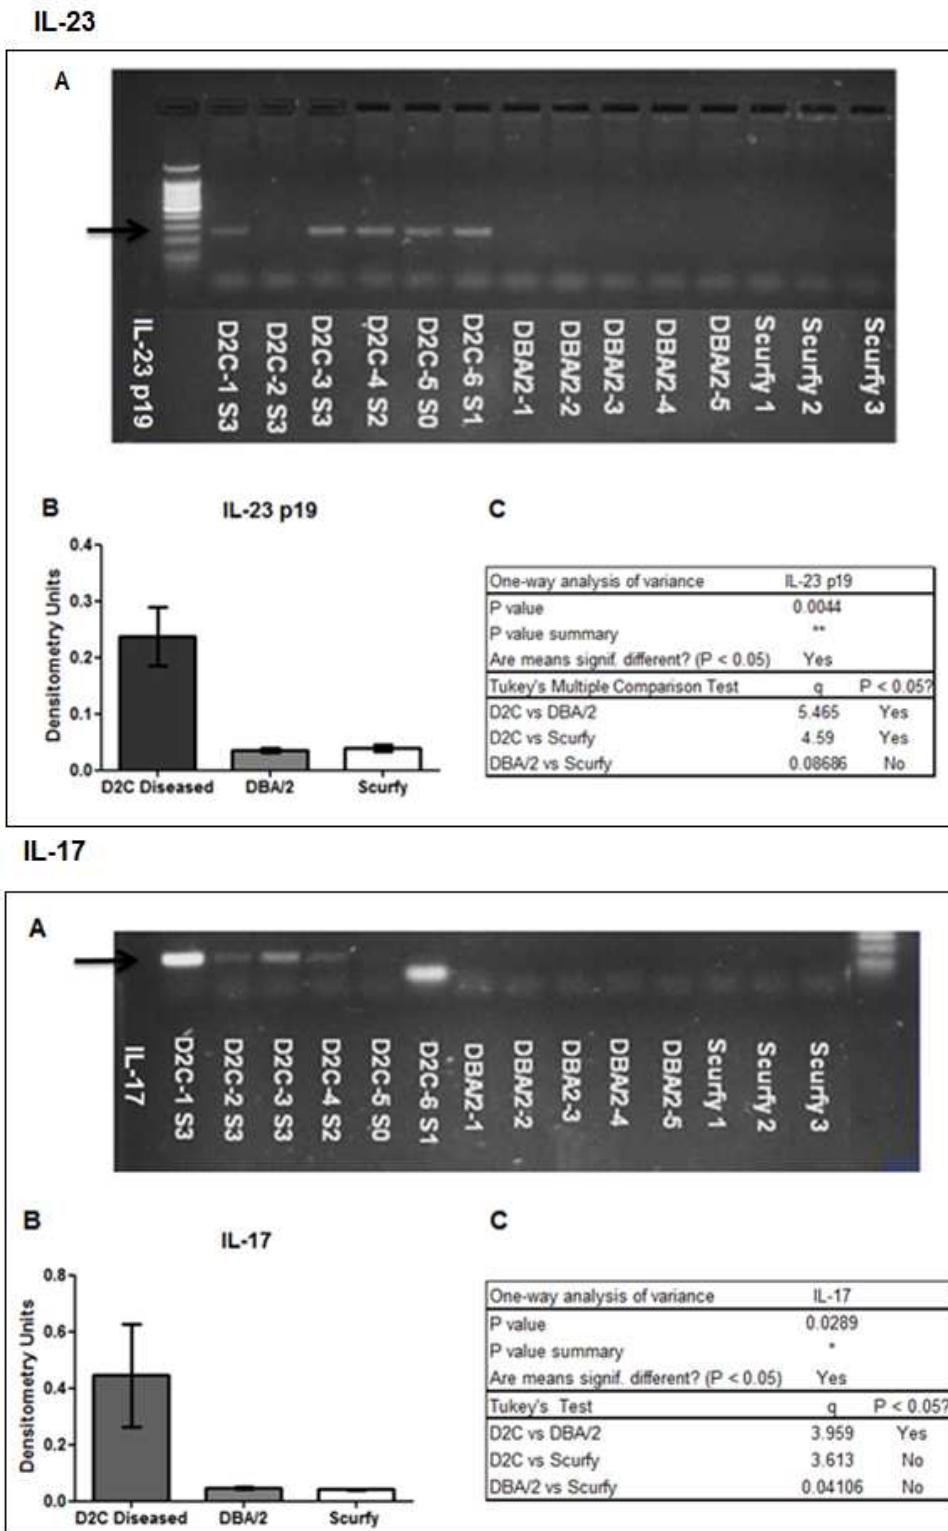 IL-23
A
IL-23 p19
D2C-1 S3
D2C-2 S3
D2C-3 S3
D2C-4 S2
D2C-5 S0
D2C-6 S1
DBA/2-1
DBA/2-2
DBA/2-3
DBA/2-4
DBA/2-5
Scurfy 1
Scurfy 2
Scurfy 3
B
IL-23 p19
Densitometry Units
0.4
0.3
0.2
0.1
0.0
D2C Diseased DBA/2 Scurfy
C
One-way analysis of variance IL-23 p19
P value 0.0044
P value summary **
Are means signif. different? (P < 0.05) Yes
Tukey's Multiple Comparison Test q P < 0.05?
D2C vs DBA/2 5.465 Yes
D2C vs Scurfy 4.59 Yes
DBA/2 vs Scurfy 0.08686 No
IL-17
A
IL-17
D2C-1 S3
D2C-2 S3
D2C-3 S3
D2C-4 S2
D2C-5 S0
D2C-6 S1
DBA/2-1
DBA/2-2
DBA2-3
DBA/2-4
DBA/2-5
Scurfy 1
Scurfy 2
Scurfy 3
B
IL-17
Densitometry Units
0.8
0.6
0.4
0.2
0.0
D2C Diseased DBA/2 Scurfy
C
One-way analysis of variance IL-17
P value 0.0289
P value summary *
Are means signif. different? (P < 0.05) Yes
Tukey's Test q P < 0.05?
D2C vs DBA/2 3.959 Yes
D2C vs Scurfy 3.613 No
DBA/2 vs Scurfy 0.04106 No